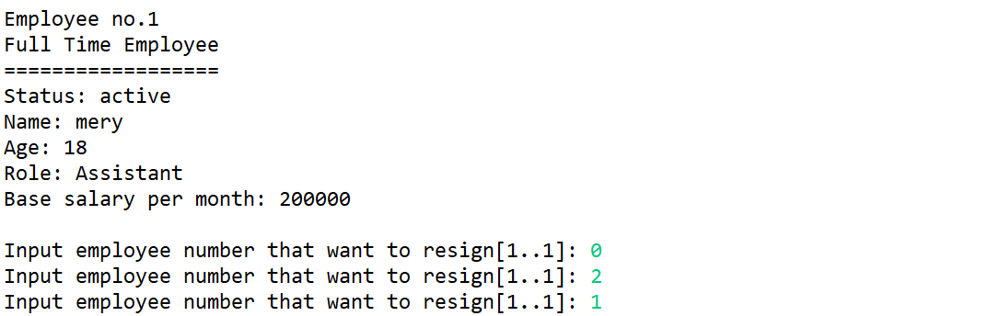 Employee no.1
Full Time Employee
==================
Status: active
Name: mery
Age: 18
Role: Assistant
Base salary per month: 200000
Input employee number that want to resign[1..1]: 0
Input employee number that want to resign[1..1]: 2
Input employee number that want to resign[1..1]: 1